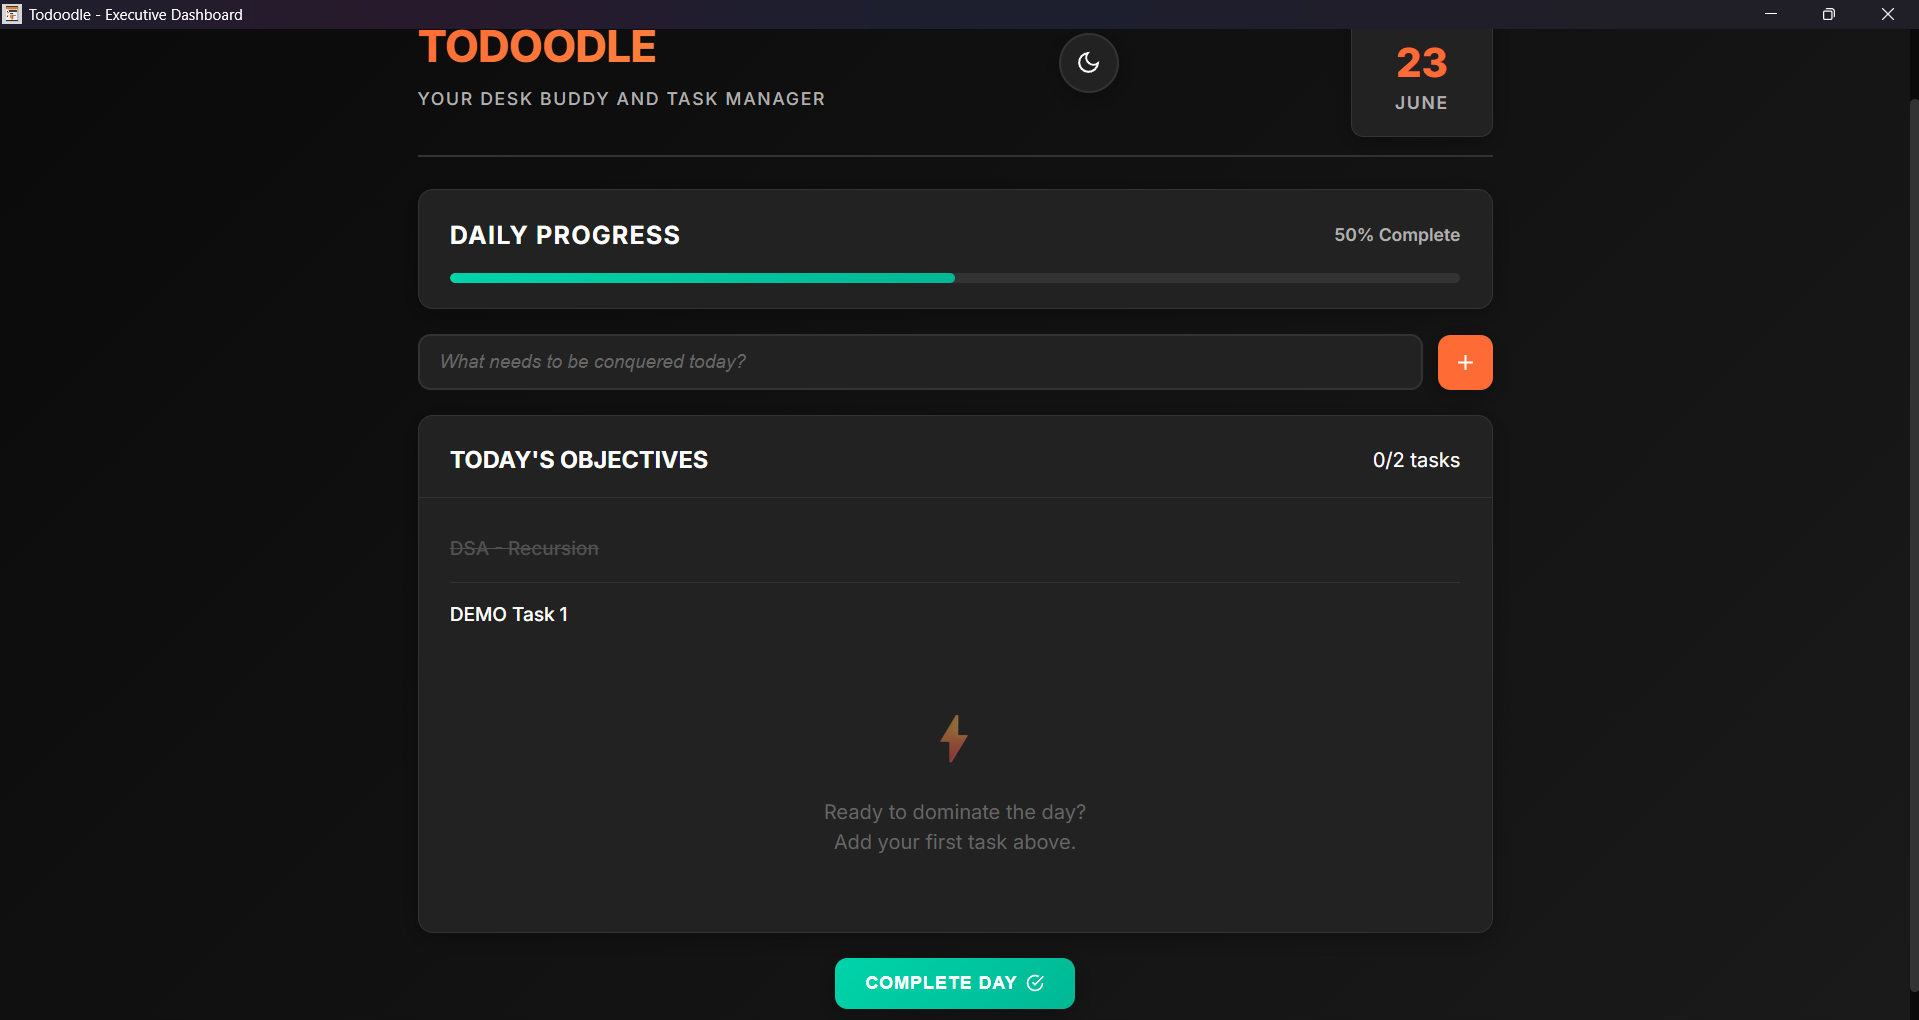 Todoodle - Executive Dashboard
TODOODLE
YOUR DESK BUDDY AND TASK MANAGER
23
JUNE
DAILY PROGRESS
50% Complete
What needs to be conquered today?
+
TODAY'S OBJECTIVES
0/2 tasks
DSA - Recursion
DEMO Task 1
Ready to dominate the day?
Add your first task above.
COMPLETE DAY